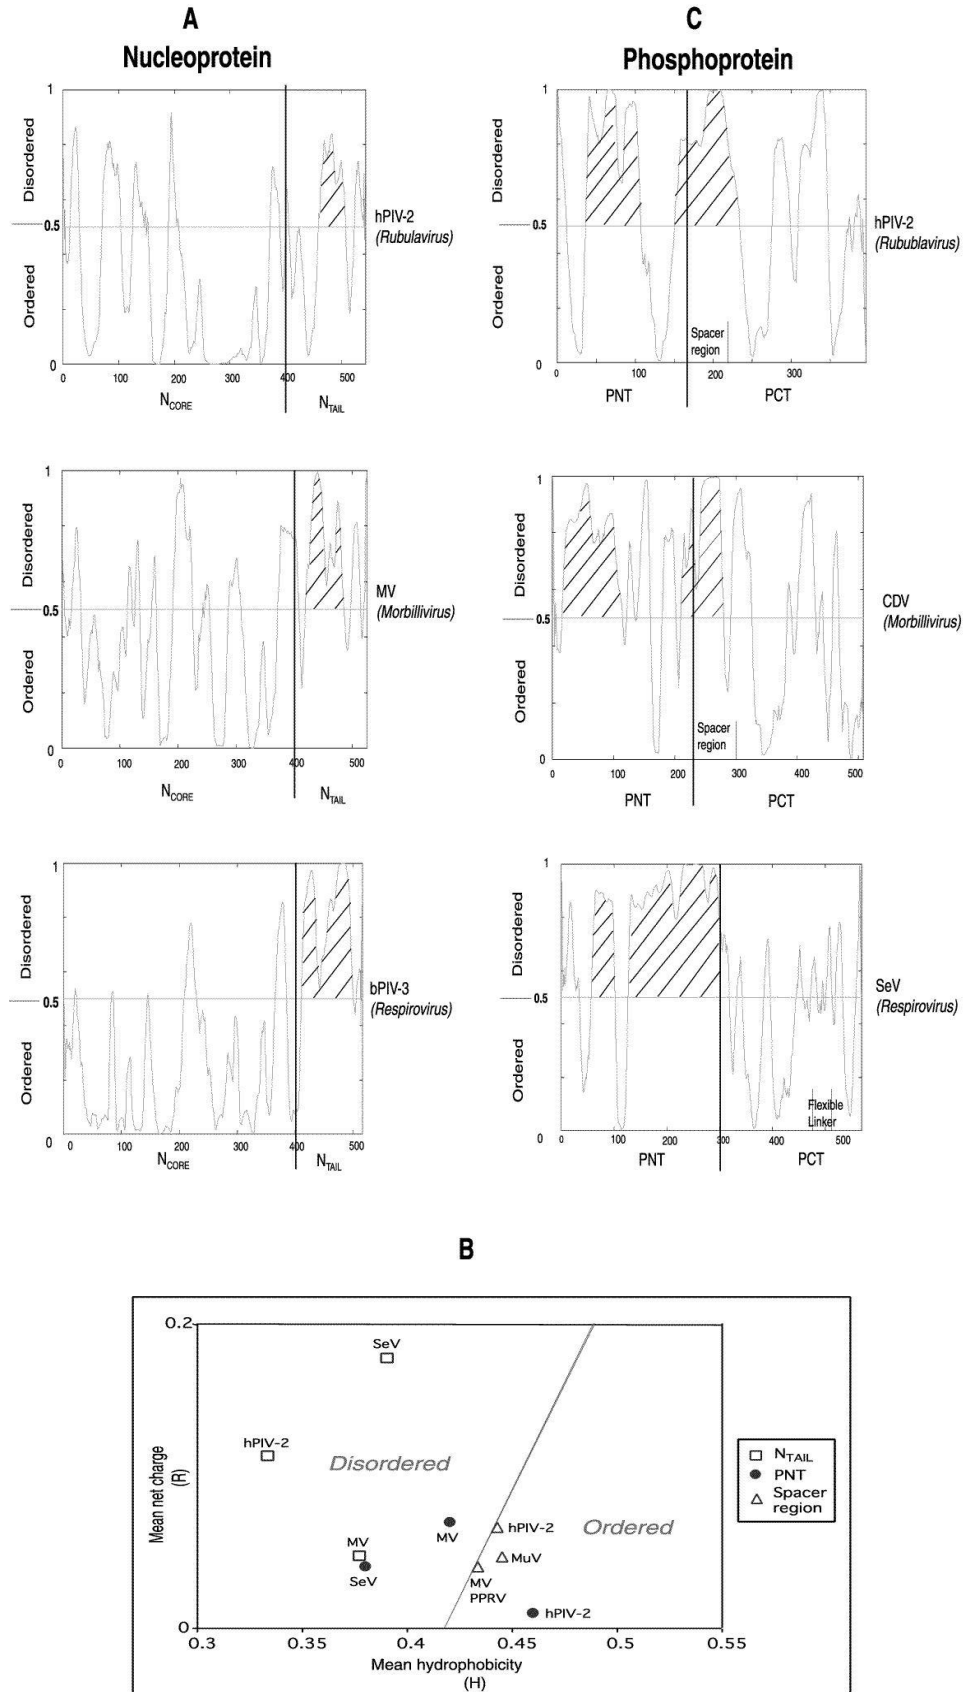 A
Nucleoprotein
1
Disordered
0.5
Ordered
0
0 100 200 300 400 500
N_CORE N_TAIL
hPIV-2
(Rubulavirus)
1
Disordered
0.5
Ordered
0
0 100 200 300 400 500
N_CORE N_TAIL
MV
(Morbillivirus)
1
Disordered
0.5
Ordered
0
0 100 200 300 400 500
N_CORE N_TAIL
bPIV-3
(Respirovirus)
C
Phosphoprotein
1
Disordered
0.5
Ordered
0
Spacer
region
0 100 200 300
PNT PCT
hPIV-2
(Rubublavirus)
1
Disordered
0.5
Ordered
0
Spacer
region
0 100 200 300 400 500
PNT PCT
CDV
(Morbillivirus)
1
Disordered
0.5
Ordered
0
Flexible
Linker
0 100 200 300 400 500
PNT PCT
SeV
(Respirovirus)
B
0.2
SeV
hPIV-2
Disordered
Mean net charge
(R)
MV
hPIV-2
Ordered
MV
MuV
SeV
MV
PPRV
hPIV-2
0
0.3 0.35 0.4 0.45 0.5 0.55
Mean hydrophobicity
(H)
N_TAIL
PNT
Spacer
region